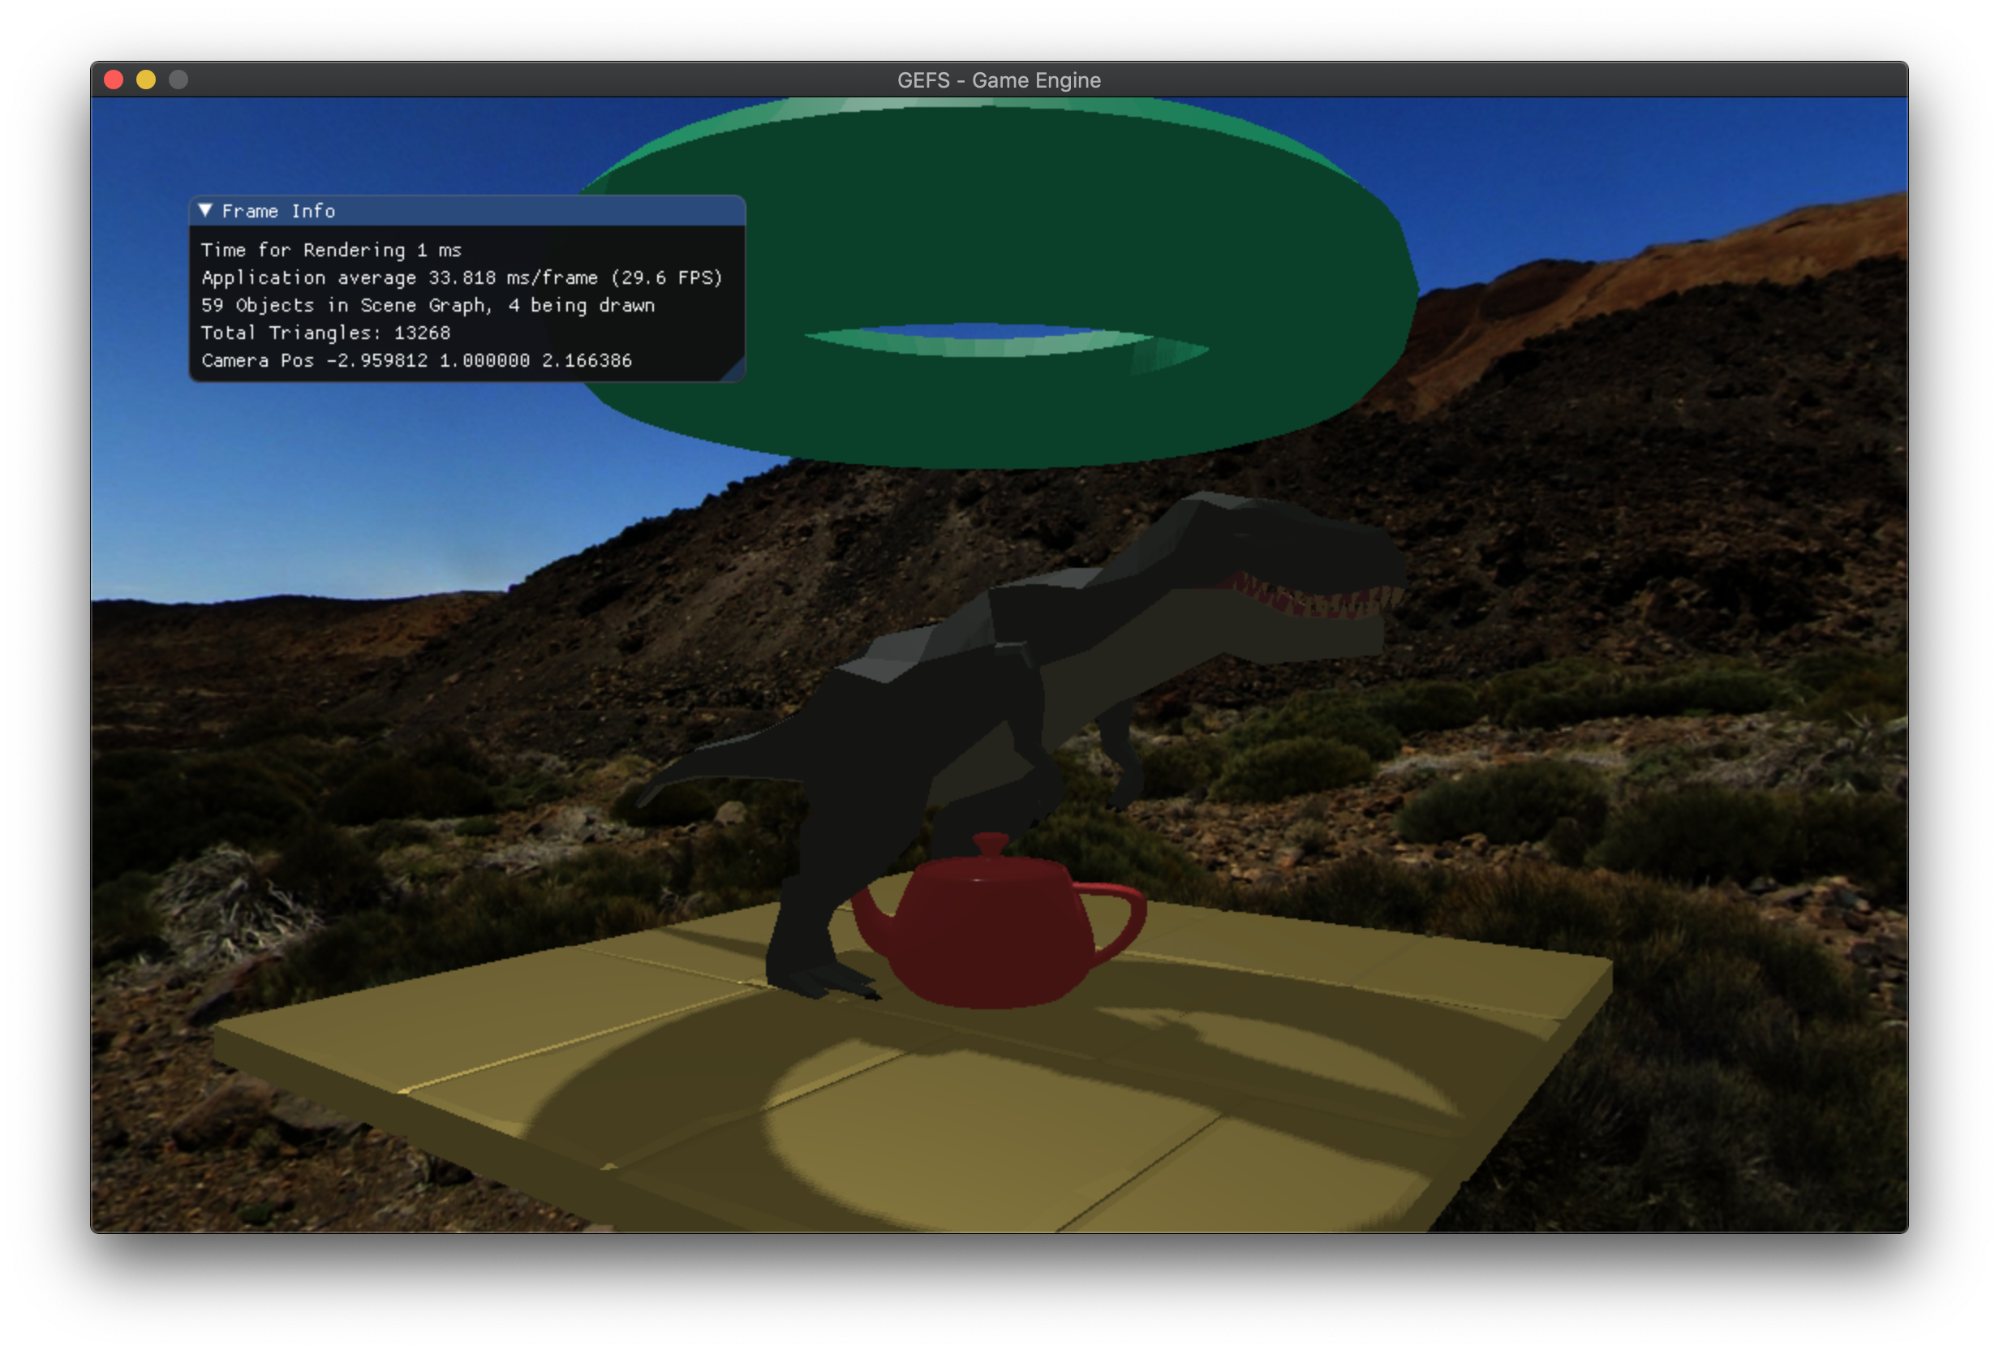 GEFS - Game Engine
Frame Info
Time for Rendering 1 ms
Application average 33.818 ms/frame (29.6 FPS)
59 Objects in Scene Graph, 4 being drawn
Total Triangles: 13268
Camera Pos -2.959812 1.000000 2.166386